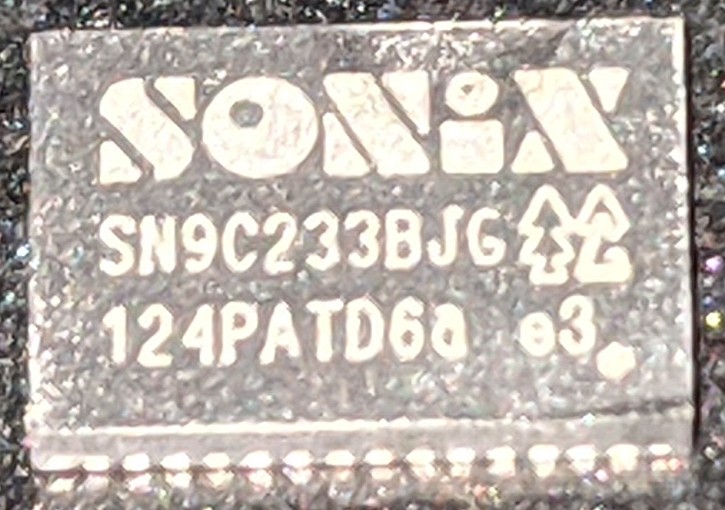 SONiX
SN9C233BJG
124PATD6a e3